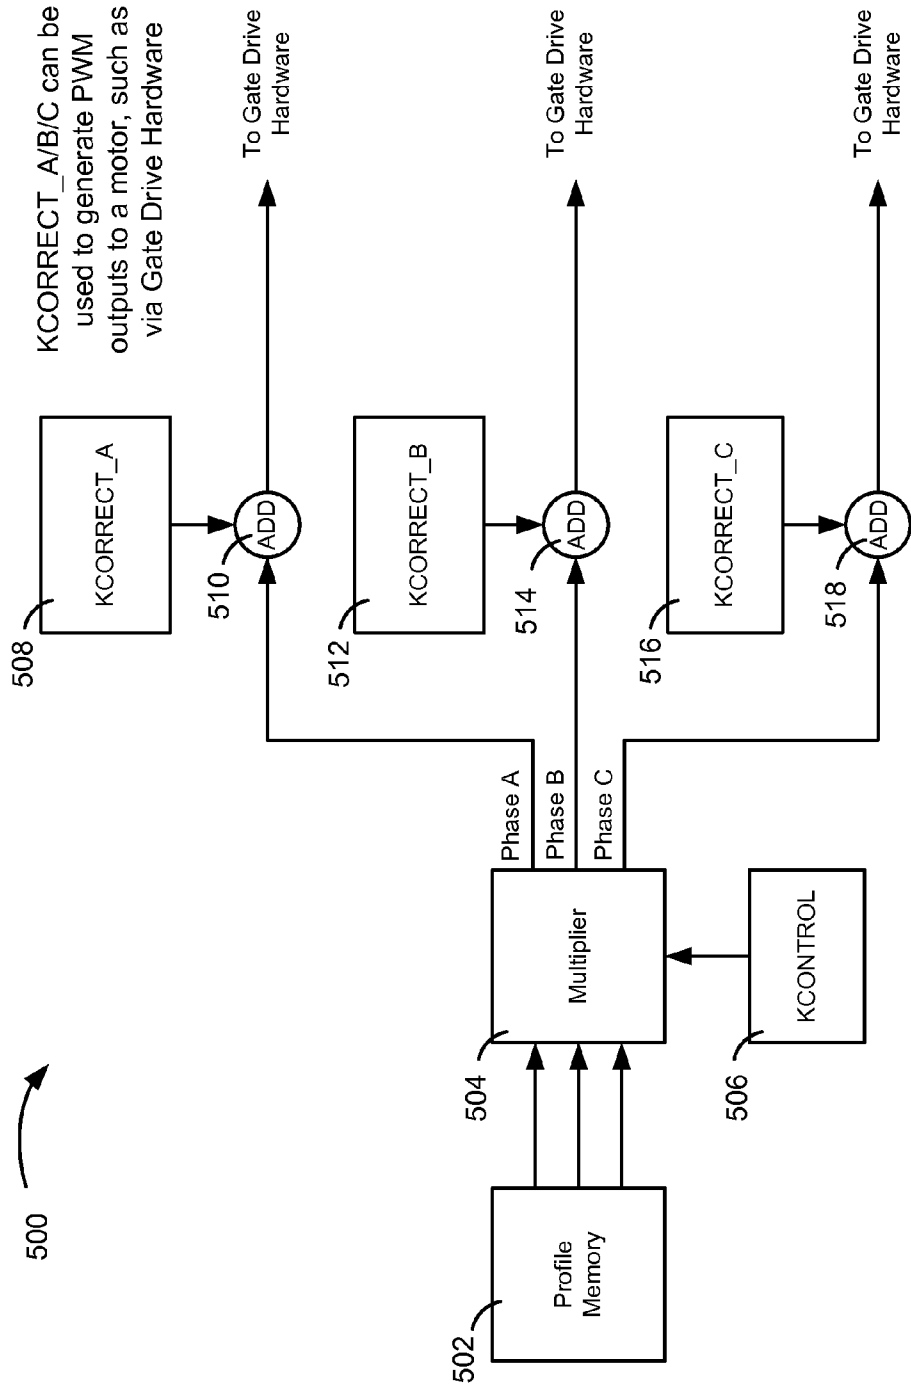 KCORRECT_A/B/C can be
used to generate PWM
outputs to a motor, such as
via Gate Drive Hardware
500
508
KCORRECT_A
510
ADD
To Gate Drive
Hardware
512
KCORRECT_B
514
ADD
To Gate Drive
Hardware
516
KCORRECT_C
518
ADD
To Gate Drive
Hardware
502
Profile
Memory
504
Multiplier
Phase A
Phase B
Phase C
506
KCONTROL